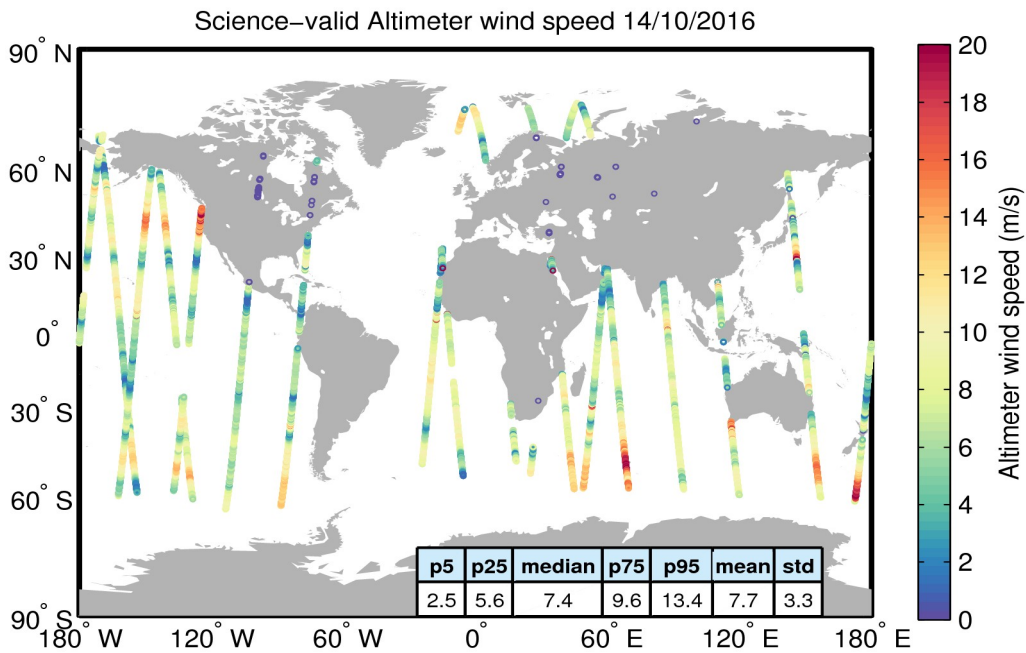 Science−valid Altimeter wind speed 14/10/2016
90° N
60° N
30° N
0°
30° S
60° S
90° S
180° W
120° W
60° W
0°
60° E
120° E
180° E
p5 p25 median p75 p95 mean std
2.5 5.6 7.4 9.6 13.4 7.7 3.3
20
18
16
14
12
10
8
6
4
2
0
Altimeter wind speed (m/s)